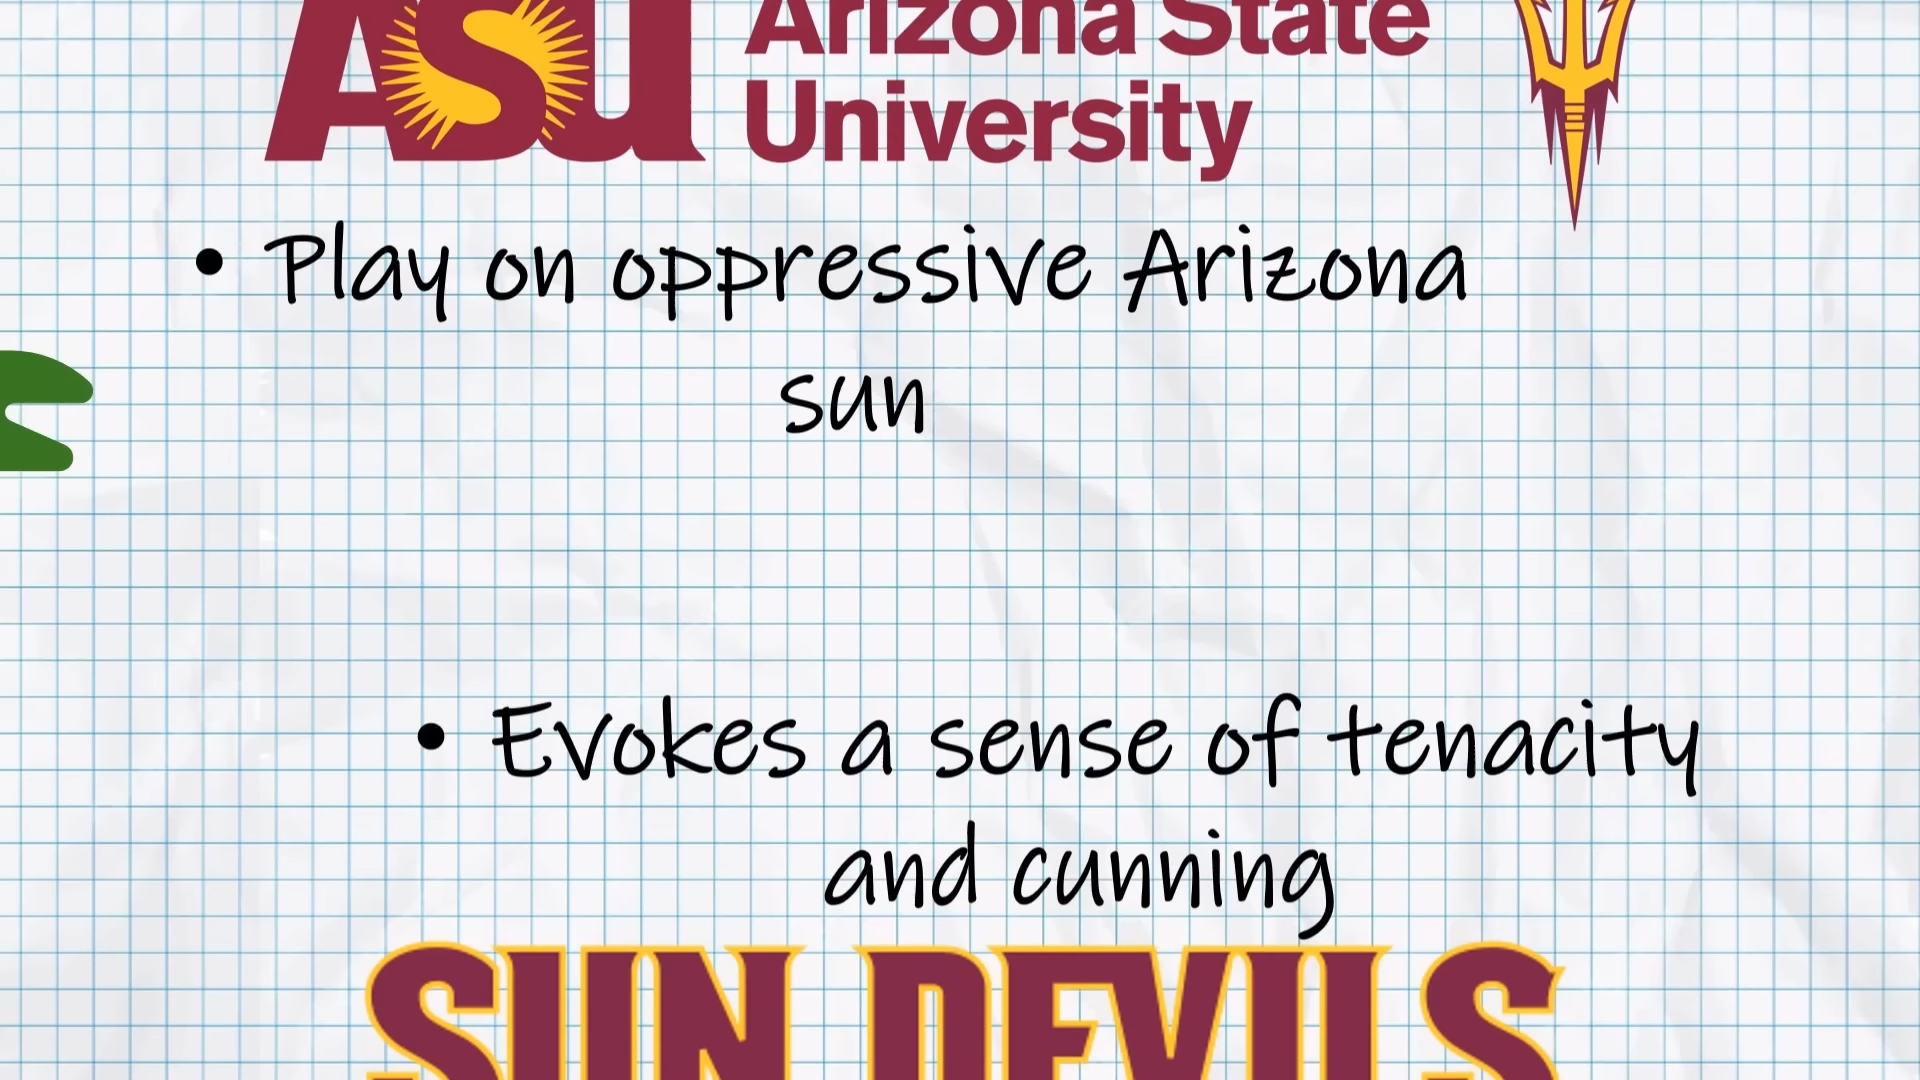 ASU Arizona State
University
• Play on oppressive Arizona
sun
• Evokes a sense of tenacity
and cunning
SUN DEVILS